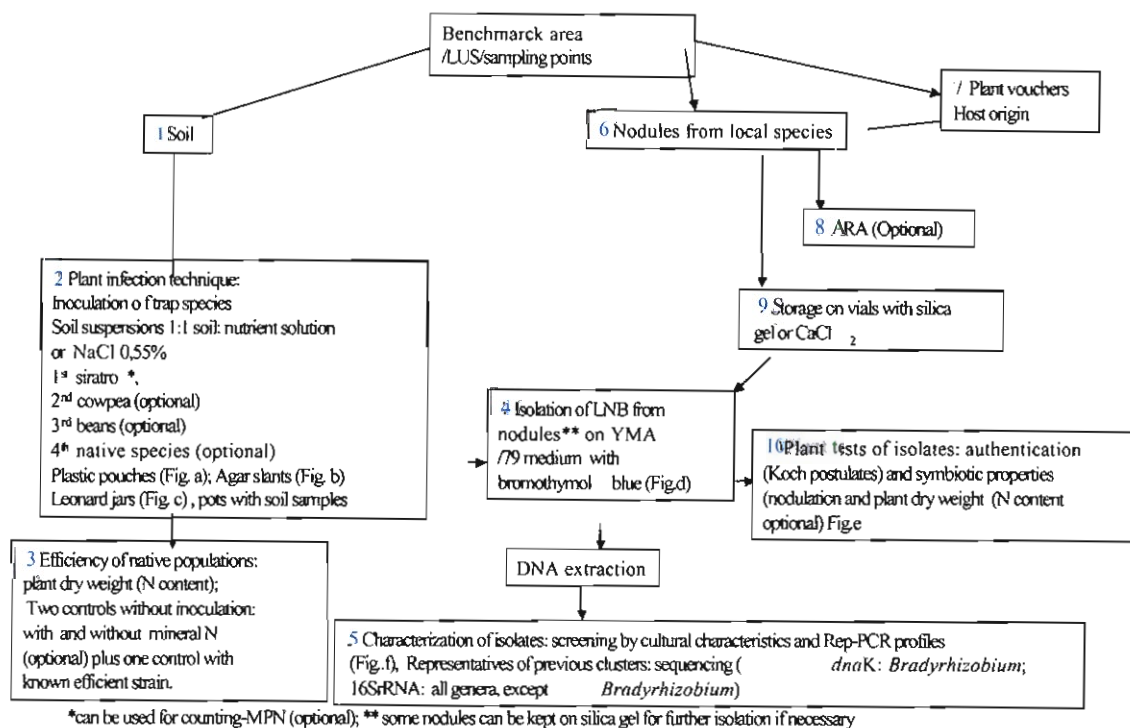 Benchmarck area
/LUS/sampling points
7 Plant vouchers
Host origin
1 Soil
6 Nodules from local species
8 ARA (Optional)
2 Plant infection technique:
Inoculation of trap species
Soil suspensions 1:1 soil: nutrient solution
or NaCl 0,55%
1st siratro *,
2nd cowpea (optional)
3rd beans (optional)
4th native species (optional)
Plastic pouches (Fig. a); Agar slants (Fig. b)
Leonard jars (Fig. c), pots with soil samples
9 Storage on vials with silica
gel or CaCl 2
4 Isolation of LNB from
nodules** on YMA
/79 medium with
bromothymol blue (Fig.d)
10 Plant tests of isolates: authentication
(Koch postulates) and symbiotic properties
(nodulation and plant dry weight (N content
optional) Fig.e
3 Efficiency of native populations:
plant dry weight (N content);
Two controls without inoculation:
with and without mineral N
(optional) plus one control with
known efficient strain.
DNA extraction
5 Characterization of isolates: screening by cultural characteristics and Rep-PCR profiles
(Fig.f), Representatives of previous clusters: sequencing ( dnaK: Bradyrhizobium;
16SrRNA: all genera, except Bradyrhizobium)
*can be used for counting-MPN (optional); ** some nodules can be kept on silica gel for further isolation if necessary